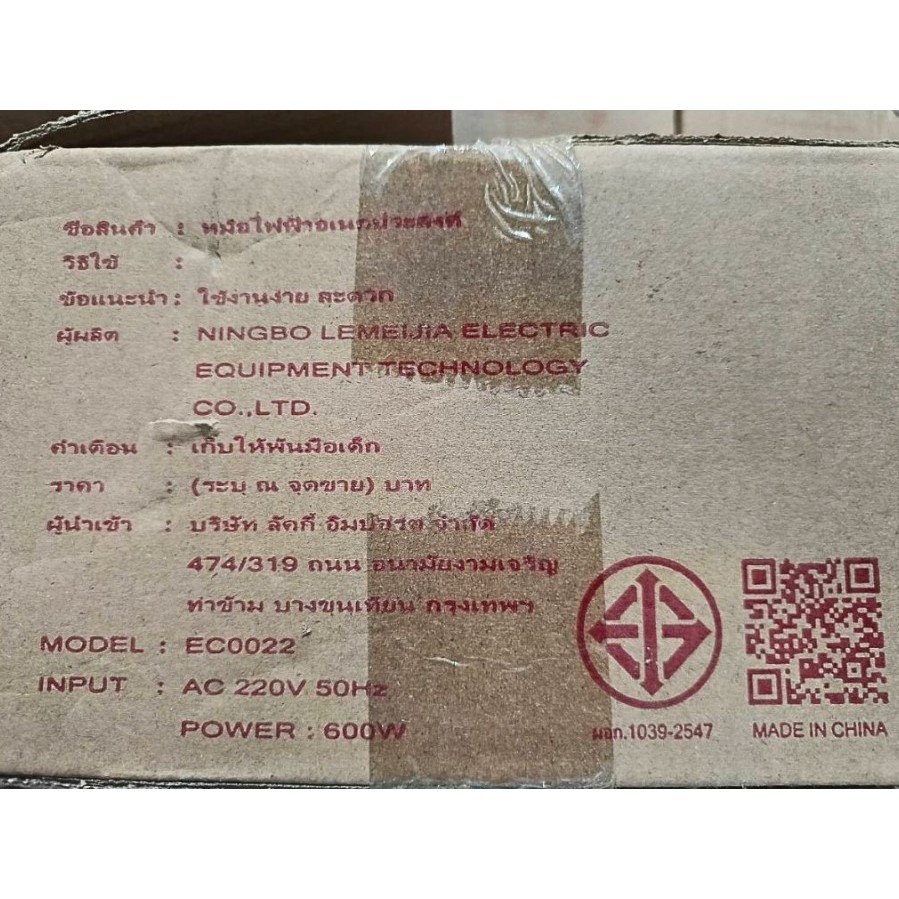 ชื่อสินค้า : หม้อไฟฟ้าอเนกประสงค์
วิธีใช้ :
ข้อแนะนำ : ใช้งานง่าย สะดวก
ผู้ผลิต : NINGBO LEMEIJIA ELECTRIC
EQUIPMENT TECHNOLOGY
CO.,LTD.
คำเตือน : เก็บให้พ้นมือเด็ก
ราคา : (ระบุ ณ จุดขาย) บาท
ผู้นำเข้า : บริษัท ลัคกี้ อิมปอร์ต จำกัด
474/319 ถนน อนามัยงามเจริญ
ท่าข้าม บางขุนเทียน กรุงเทพฯ
MODEL : EC0022
INPUT : AC 220V 50Hz
POWER : 600W
มอก.1039-2547
MADE IN CHINA